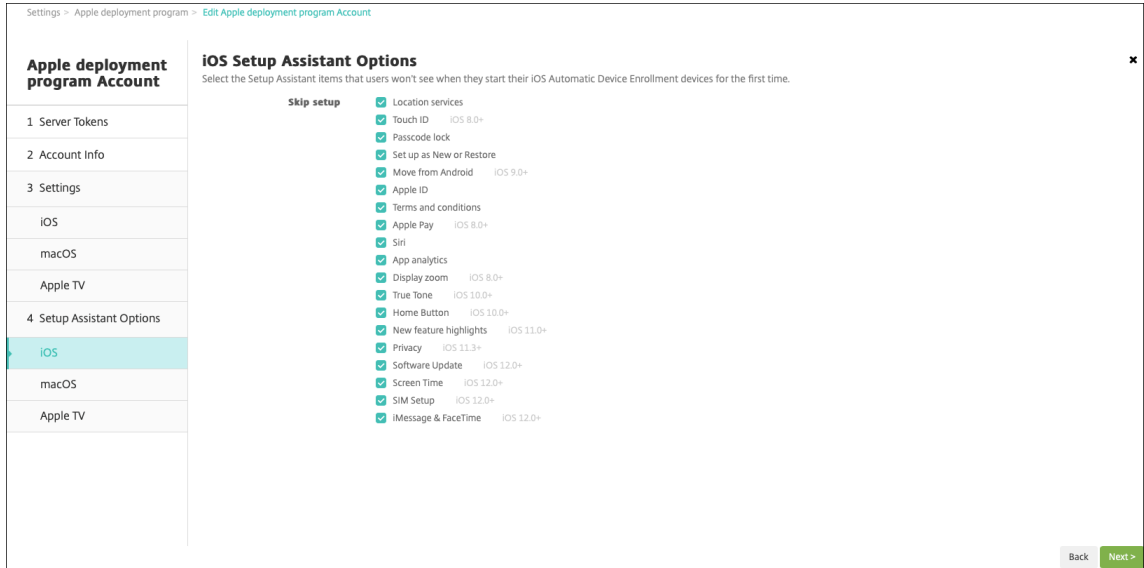 Settings > Apple deployment program > Edit Apple deployment program Account
Apple deployment
program Account
1 Server Tokens
2 Account Info
3 Settings
iOS
macOS
Apple TV
4 Setup Assistant Options
iOS
macOS
Apple TV
iOS Setup Assistant Options
Select the Setup Assistant items that users won't see when they start their iOS Automatic Device Enrollment devices for the first time.
Skip setup
Location services
Touch ID iOS 8.0+
Passcode lock
Set up as New or Restore
Move from Android iOS 9.0+
Apple ID
Terms and conditions
Apple Pay iOS 8.0+
Siri
App analytics
Display zoom iOS 8.0+
True Tone iOS 10.0+
Home Button iOS 10.0+
New feature highlights iOS 11.0+
Privacy iOS 11.3+
Software Update iOS 12.0+
Screen Time iOS 12.0+
SIM Setup iOS 12.0+
iMessage & FaceTime iOS 12.0+
Back Next >